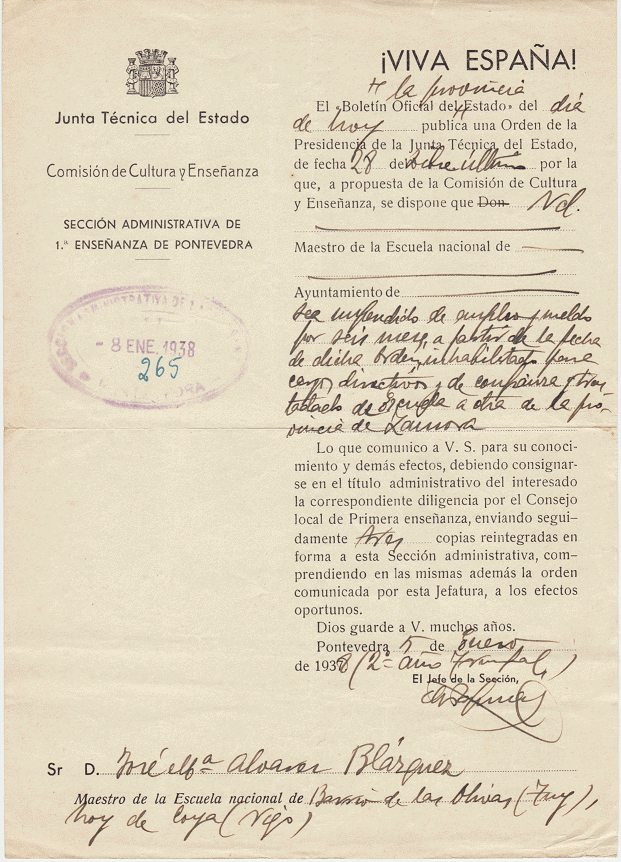 ¡VIVA ESPAÑA!
Junta Técnica del Estado
Comisión de Cultura y Enseñanza
SECCIÓN ADMINISTRATIVA DE
1.ª ENSEÑANZA DE PONTEVEDRA
- 8 ENE. 1938
265
la provincia
El «Boletín Oficial del Estado» del día
de hoy publica una Orden de la
Presidencia de la Junta Técnica del Estado,
de fecha 28 de último por la
que, a propuesta de la Comisión de Cultura
y Enseñanza, se dispone que Don Vd.
Maestro de la Escuela nacional de
Ayuntamiento de
sea suspendido de empleo y sueldo
por seis meses a partir de la fecha
de dicha orden, inhabilitado para
cargos directivos y de confianza y tras
lado de Escuela a otra de la pro-
vincia de Zamora
Lo que comunico a V. S. para su conoci-
miento y demás efectos, debiendo consignar-
se en el título administrativo del interesado
la correspondiente diligencia por el Consejo
local de Primera enseñanza, enviando segui-
damente tres copias reintegradas en
forma a esta Sección administrativa, com-
prendiendo en las mismas además la orden
comunicada por esta Jefatura, a los efectos
oportunos.
Dios guarde a V. muchos años.
Pontevedra 5 de Enero
de 1938 (2º año Triunfal)
El Jefe de la Sección,
Sr D. José Mª Alvarez Blázquez
Maestro de la Escuela nacional de Barrio de las Olivas (Tuy),
hoy de Coya (Vigo)